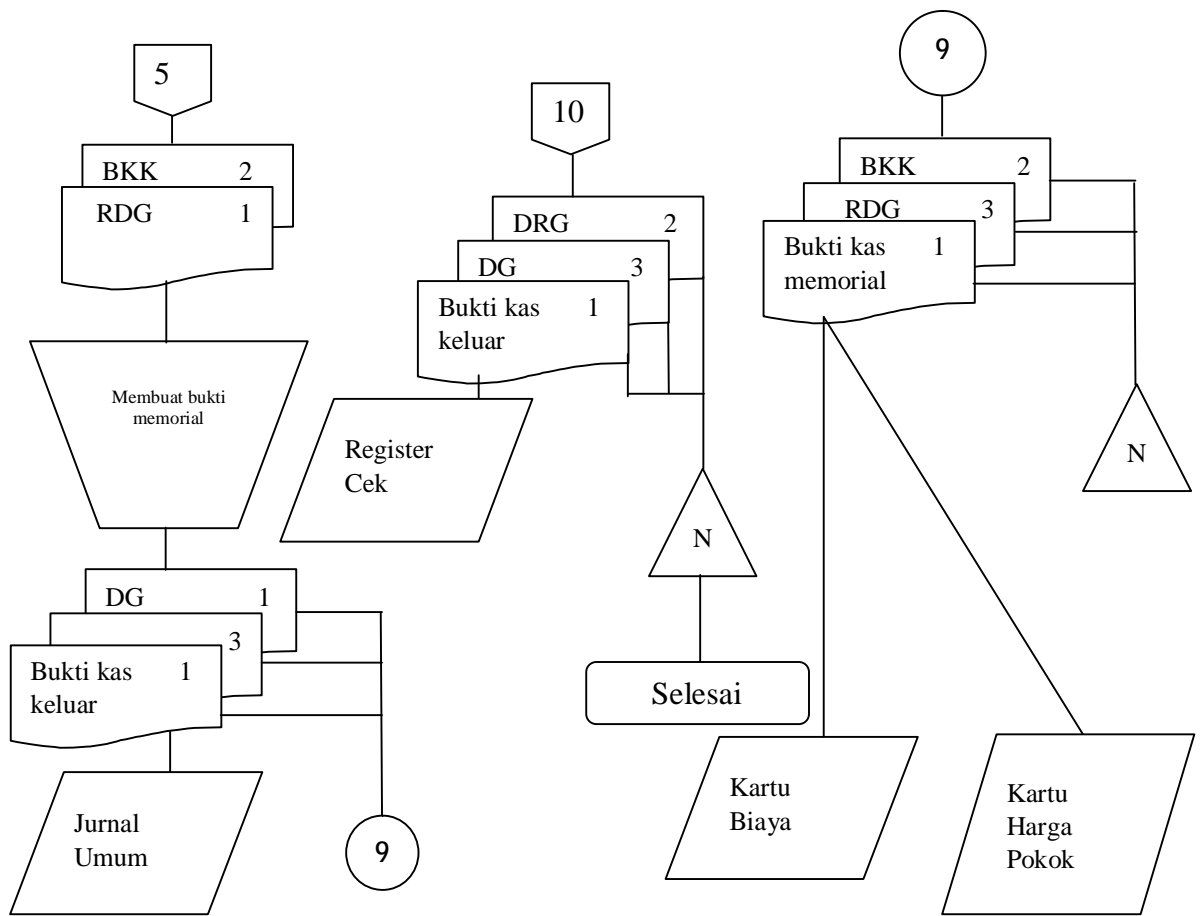 5
BKK 2
RDG 1
Membuat bukti
memorial
DG 1
3
Bukti kas 1
keluar
Jurnal
Umum
9
10
DRG 2
DG 3
Bukti kas 1
keluar
Register
Cek
N
Selesai
9
BKK 2
RDG 3
Bukti kas 1
memorial
N
Kartu
Biaya
Kartu
Harga
Pokok